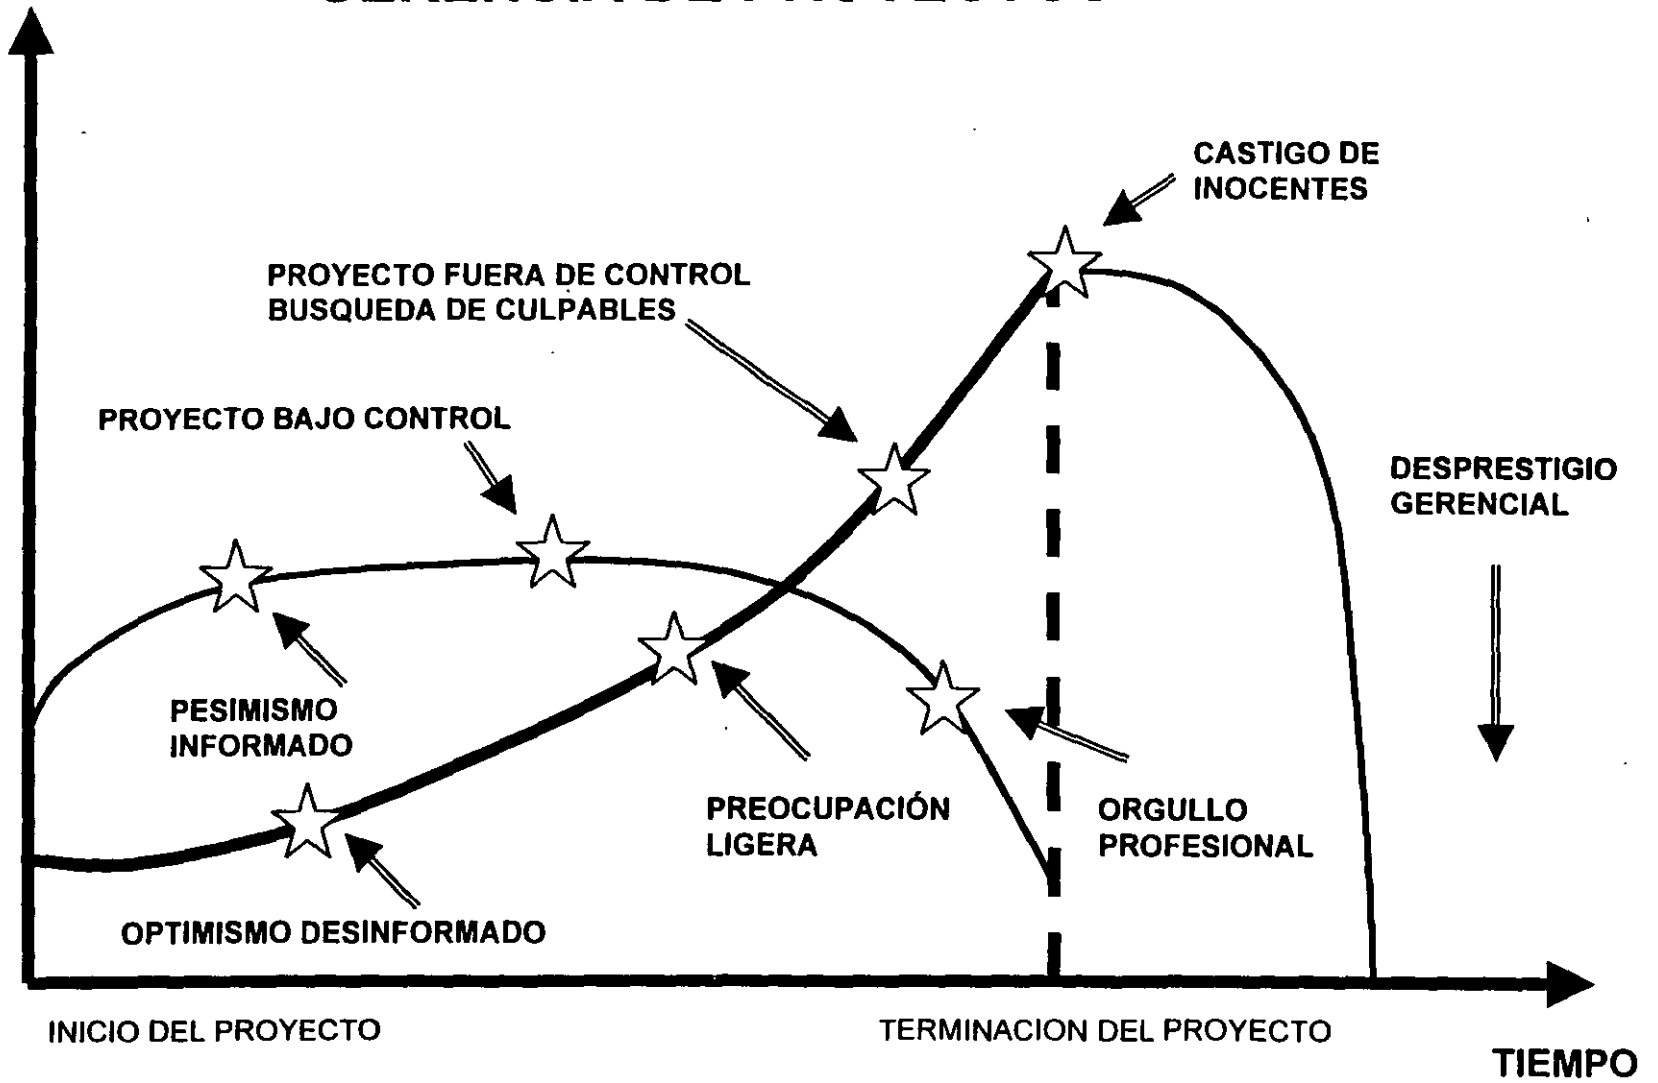 CASTIGO DE
INOCENTES
PROYECTO FUERA DE CONTROL
BUSQUEDA DE CULPABLES
PROYECTO BAJO CONTROL
DESPRESTIGIO
GERENCIAL
PESIMISMO
INFORMADO
PREOCUPACIÓN
LIGERA
ORGULLO
PROFESIONAL
OPTIMISMO DESINFORMADO
INICIO DEL PROYECTO
TERMINACION DEL PROYECTO
TIEMPO